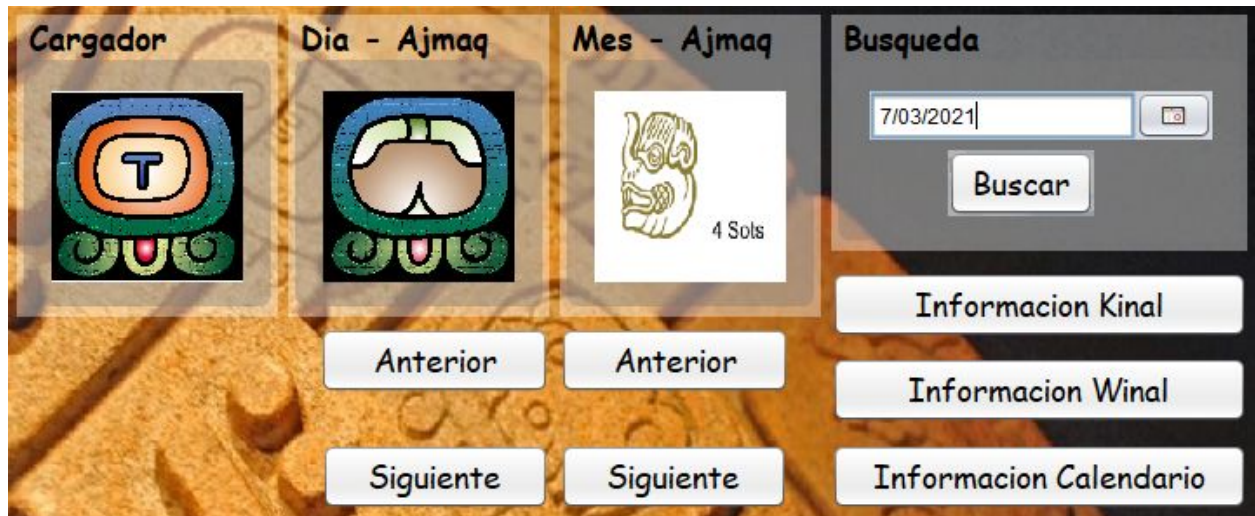 Cargador
Dia - Ajmaq
Mes - Ajmaq
4 Sots
Busqueda
7/03/2021
Buscar
Informacion Kinal
Anterior
Anterior
Informacion Winal
Siguiente
Siguiente
Informacion Calendario